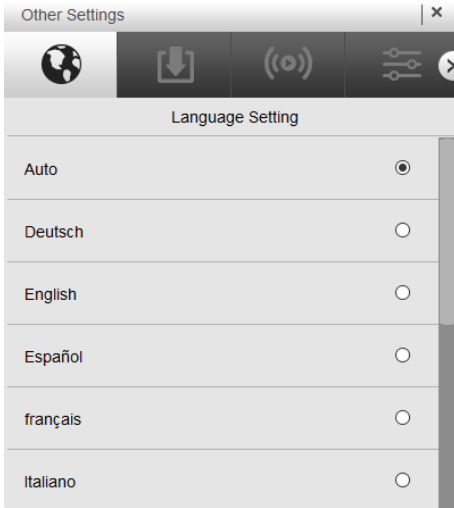 Other Settings
Language Setting
Auto
Deutsch
English
Español
français
Italiano